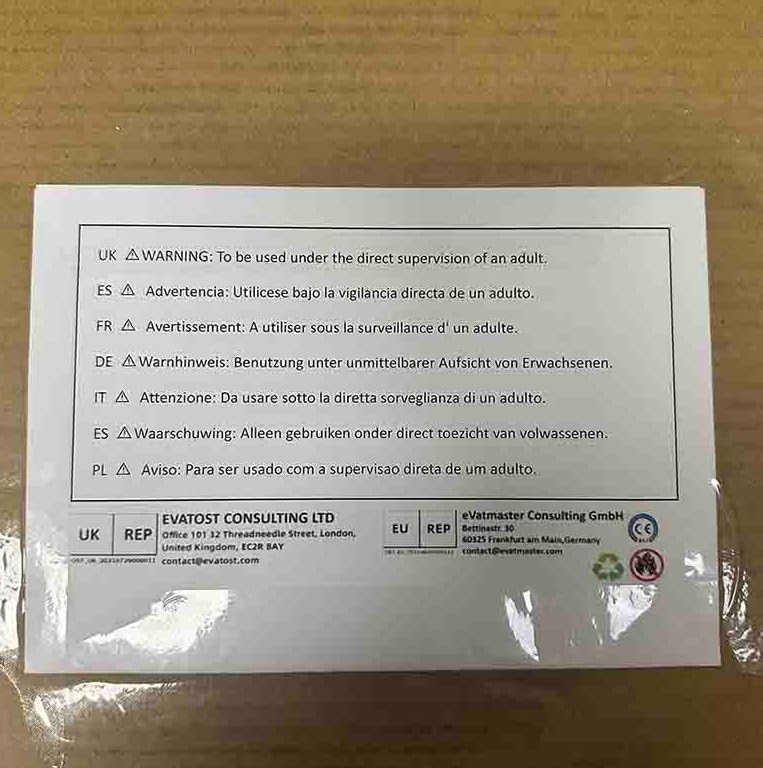 UK ⚠ WARNING: To be used under the direct supervision of an adult.
ES ⚠ Advertencia: Utilicese bajo la vigilancia directa de un adulto.
FR ⚠ Avertissement: A utiliser sous la surveillance d' un adulte.
DE ⚠ Warnhinweis: Benutzung unter unmittelbarer Aufsicht von Erwachsenen.
IT ⚠ Attenzione: Da usare sotto la diretta sorveglianza di un adulto.
ES ⚠ Waarschuwing: Alleen gebruiken onder direct toezicht van volwassenen.
PL ⚠ Aviso: Para ser usado com a supervisao direta de um adulto.
UK REP
EVATOST CONSULTING LTD
Office 101 32 Threadneedle Street, London,
United Kingdom, EC2R 8AY
contact@evatost.com
EU REP
eVatmaster Consulting GmbH
Bettinestr. 30
60325 Frankfurt am Main,Germany
contact@evatmaster.com
CE